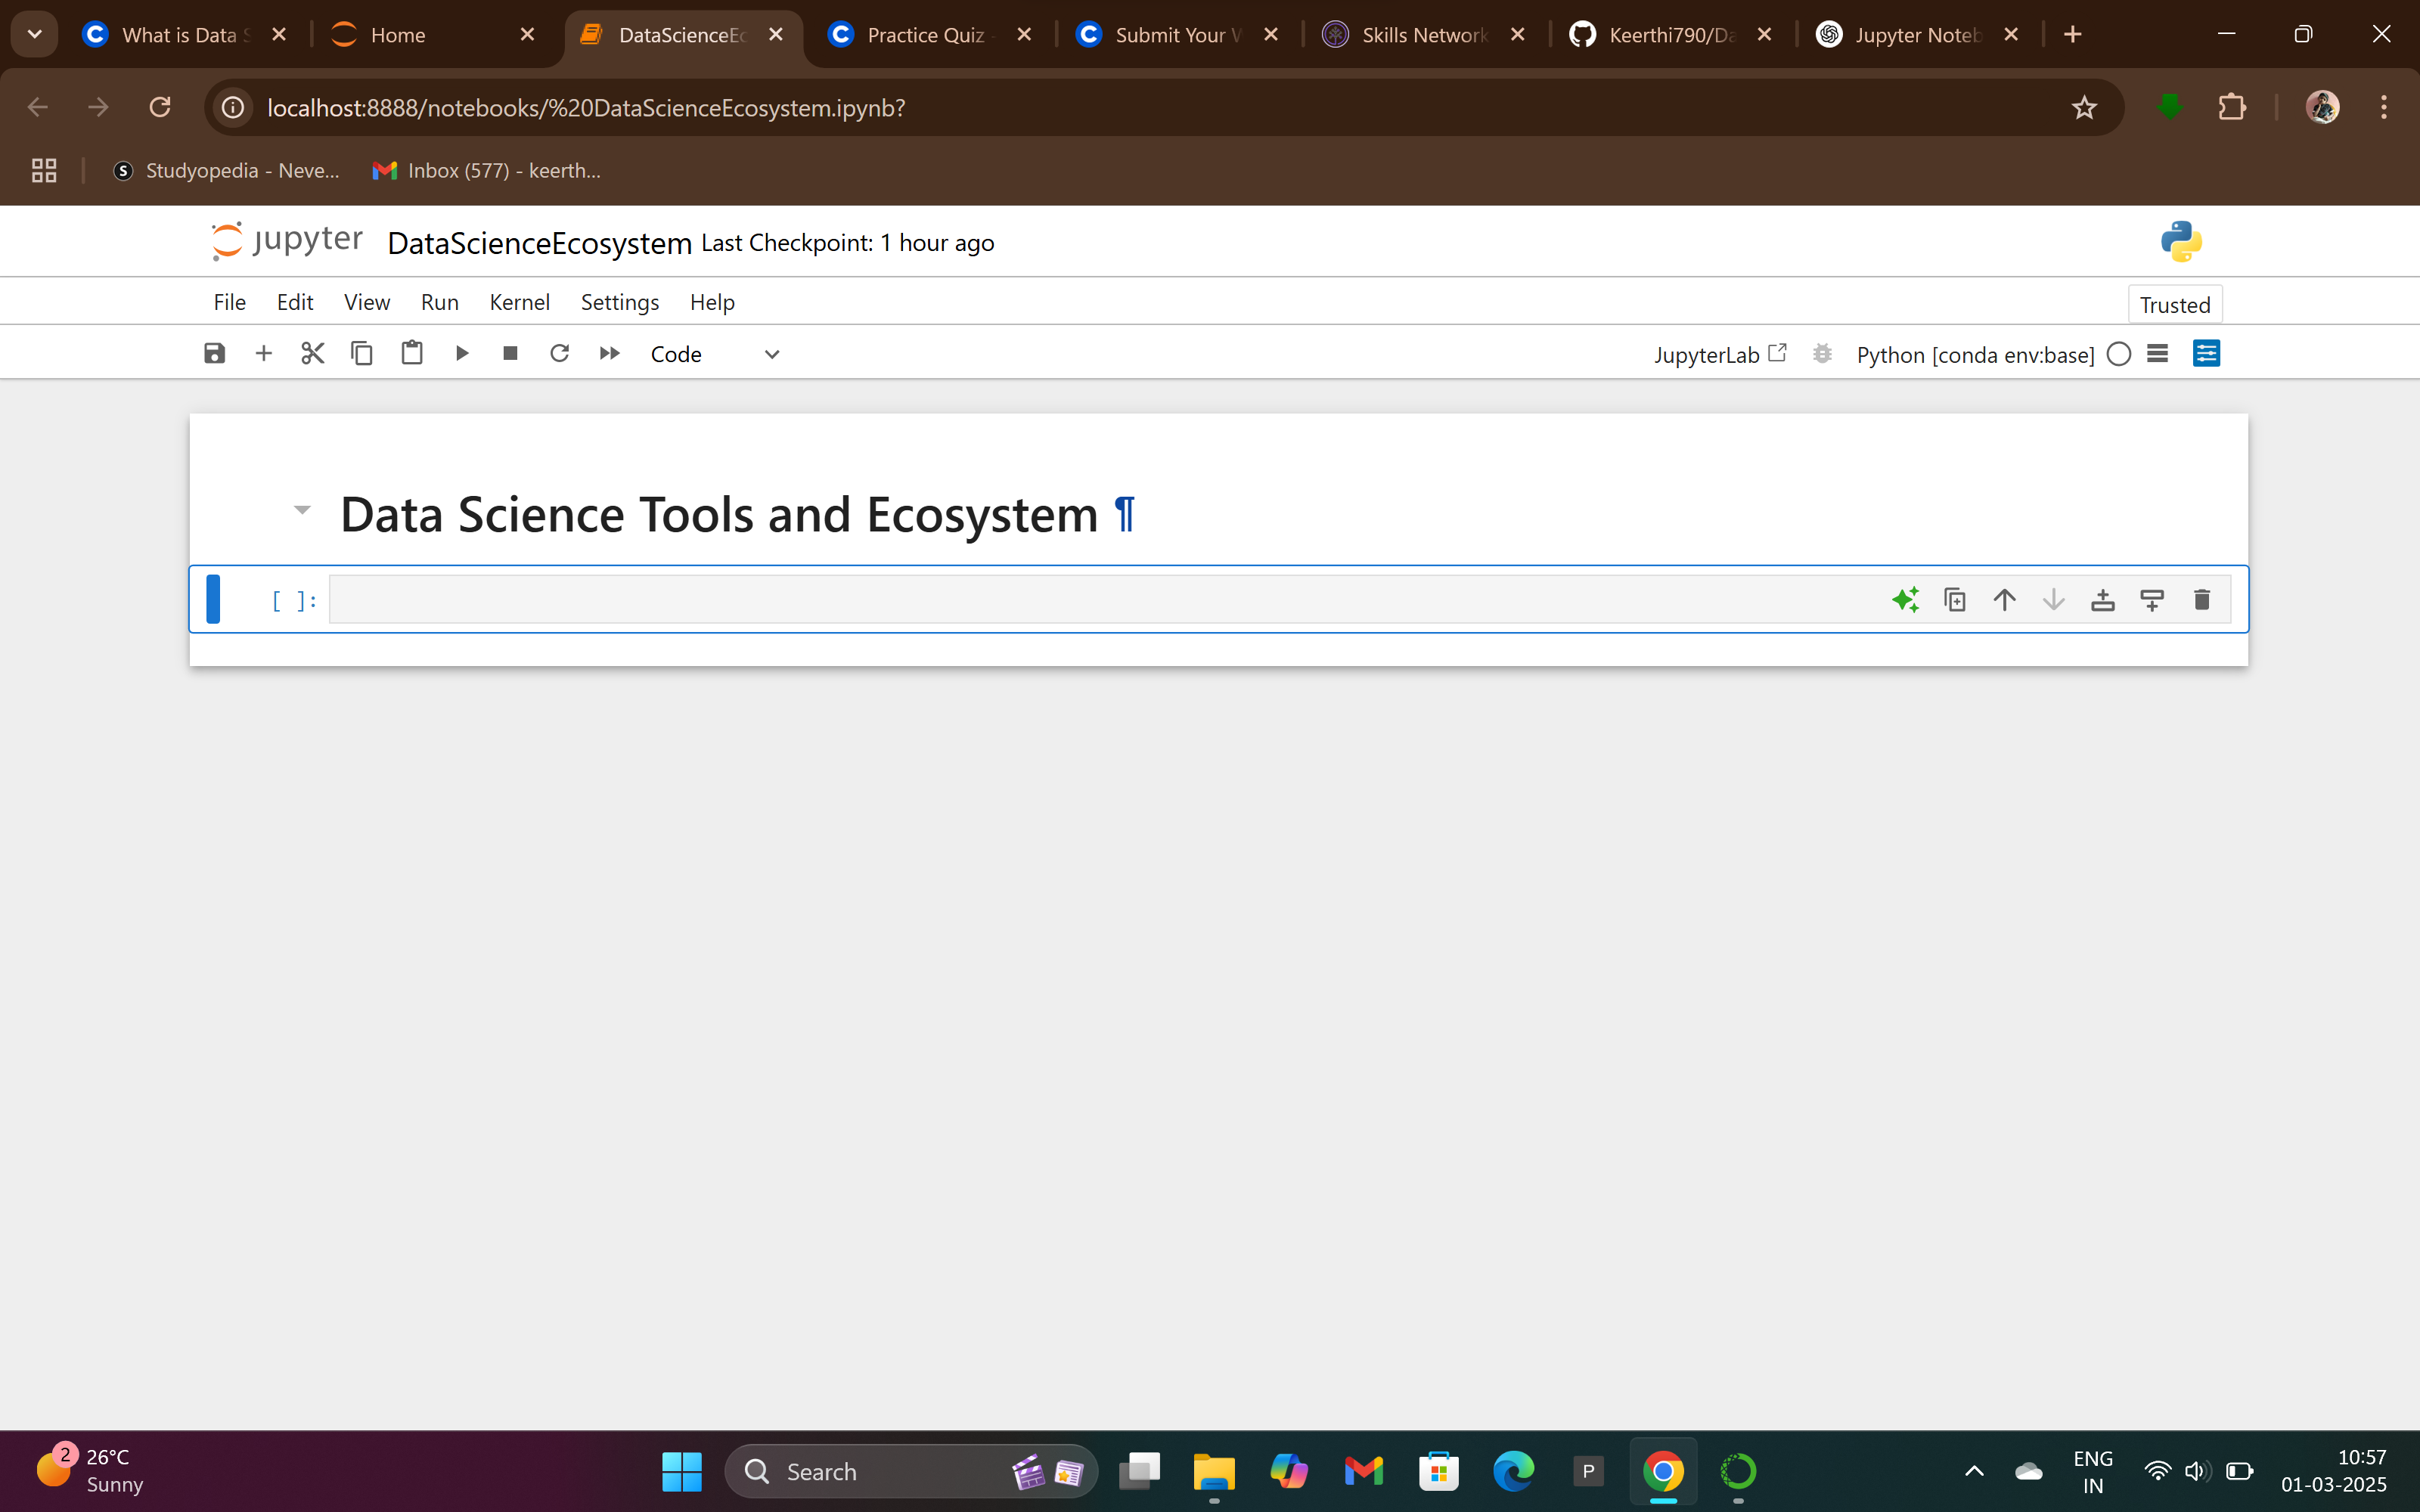 What is Data S
Home
DataScienceEc
Practice Quiz -
Submit Your W
Skills Network
Keerthi790/Da
Jupyter Noteb
localhost:8888/notebooks/%20DataScienceEcosystem.ipynb?
Studyopedia - Neve...
Inbox (577) - keerth...
jupyter DataScienceEcosystem Last Checkpoint: 1 hour ago
File Edit View Run Kernel Settings Help
Trusted
Code
JupyterLab
Python [conda env:base]
Data Science Tools and Ecosystem ¶
[ ]:
2
26°C
Sunny
Search
P
ENG
IN
10:57
01-03-2025